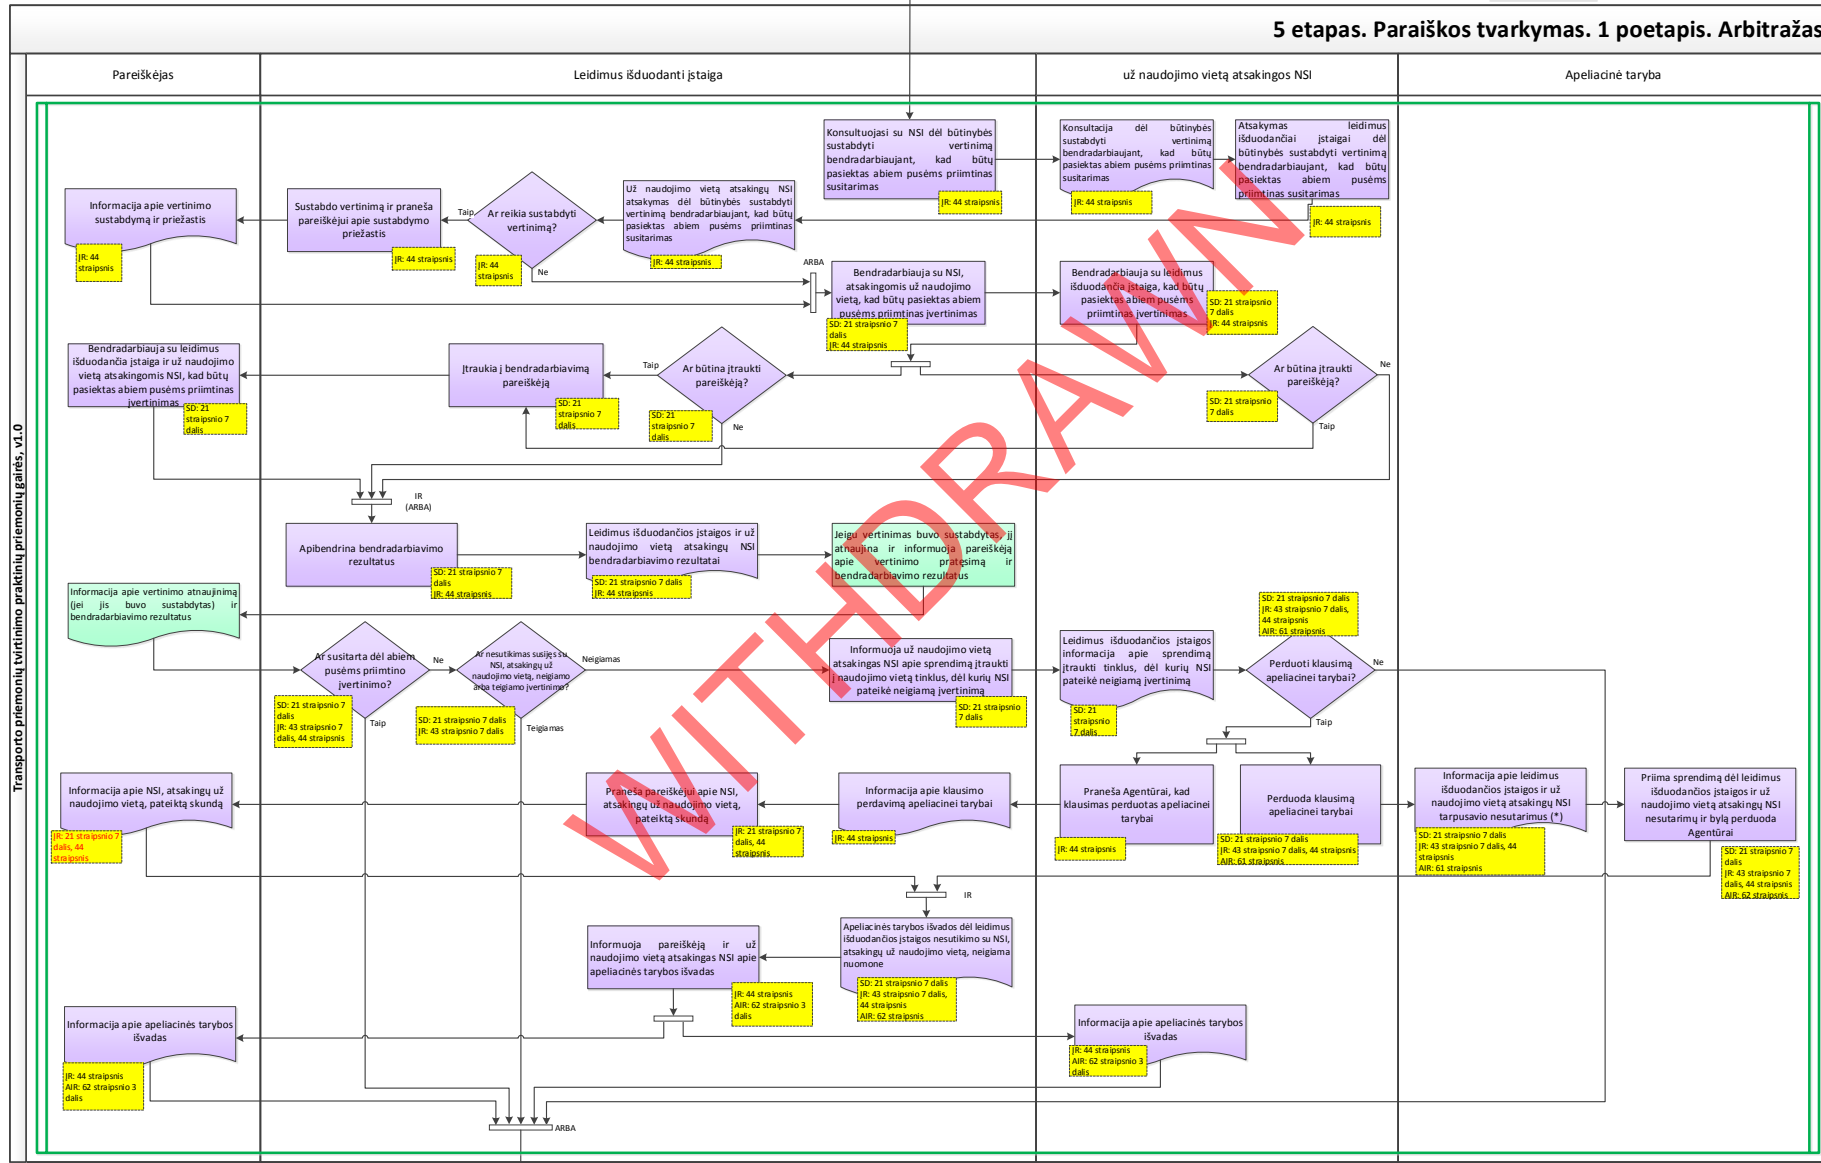 5 etapas. Paraiškos tvarkymas. 1 poetapis. Arbitražas
Transporto priemonių tvirtinimo praktinių priemonių gairės, v1.0
Pareiškėjas
Leidimus išduodanti įstaiga
už naudojimo vietą atsakingos NSI
Apeliacinė taryba
Konsultuojasi su NSI dėl būtinybės
sustabdyti vertinimą
bendradarbiaujant, kad būtų
pasiektas abiem pusėms priimtinas
susitarimas
JR: 44 straipsnis
Konsultacija dėl būtinybės
sustabdyti vertinimą
bendradarbiaujant, kad būtų
pasiektas abiem pusėms priimtinas
susitarimas
JR: 44 straipsnis
Atsakymas leidimus
išduodančiai įstaigai dėl
būtinybės sustabdyti vertinimą
bendradarbiaujant, kad būtų
pasiektas abiem pusėms
priimtinas susitarimas
JR: 44 straipsnis
Informacija apie vertinimo
sustabdymą ir priežastis
JR: 44
straipsnis
Sustabdo vertinimą ir praneša
pareiškėjui apie sustabdymo
priežastis
JR: 44 straipsnis
Taip
Ar reikia sustabdyti
vertinimą?
JR: 44
straipsnis
Ne
Už naudojimo vietą atsakingų NSI
atsakymas dėl būtinybės sustabdyti
vertinimą bendradarbiaujant, kad būtų
pasiektas abiem pusėms priimtinas
susitarimas
JR: 44 straipsnis
ARBA
Bendradarbiauja su NSI,
atsakingomis už naudojimo
vietą, kad būtų pasiektas abiem
pusėms priimtinas įvertinimas
SD: 21 straipsnio 7
dalis
JR: 44 straipsnis
Bendradarbiauja su leidimus
išduodančia įstaiga, kad būtų
pasiektas abiem pusėms
priimtinas įvertinimas
SD: 21 straipsnio
7 dalis
JR: 44 straipsnis
Bendradarbiauja su leidimus
išduodančia įstaiga ir už naudojimo
vietą atsakingomis NSI, kad būtų
pasiektas abiem pusėms priimtinas
įvertinimas
SD: 21
straipsnio 7
dalis
Įtraukia į bendradarbiavimą
pareiškėją
SD: 21
straipsnio 7
dalis
Taip
Ar būtina įtraukti
pareiškėją?
SD: 21
straipsnio 7
dalis
Ne
Ar būtina įtraukti
pareiškėją?
Ne
SD: 21 straipsnio
7 dalis
Taip
IR
(ARBA)
Apibendrina bendradarbiavimo
rezultatus
SD: 21 straipsnio 7
dalis
JR: 44 straipsnis
Leidimus išduodančios įstaigos ir už
naudojimo vietą atsakingų NSI
bendradarbiavimo rezultatai
SD: 21 straipsnio 7 dalis
JR: 44 straipsnis
Jeigu vertinimas buvo sustabdytas, jį
atnaujina ir informuoja pareiškėją
apie vertinimo pratęsimą ir
bendradarbiavimo rezultatus
Informacija apie vertinimo atnaujinimą
(jei jis buvo sustabdytas) ir
bendradarbiavimo rezultatus
Ar susitarta dėl abiem
pusėms priimtino
įvertinimo?
Ne
SD: 21 straipsnio 7
dalis
JR: 43 straipsnio 7
dalis, 44 straipsnis
Taip
Ar nesutikimas susijęs su
NSI, atsakingų už
naudojimo vietą, neigiamo
arba teigiamo įvertinimo?
Neigiamas
SD: 21 straipsnio 7 dalis
JR: 43 straipsnio 7 dalis
Teigiamas
Informuoja už naudojimo vietą
atsakingas NSI apie sprendimą įtraukti
į naudojimo vietą tinklus, dėl kurių NSI
pateikė neigiamą įvertinimą
SD: 21 straipsnio
7 dalis
Leidimus išduodančios įstaigos
informacija apie sprendimą
įtraukti tinklus, dėl kurių NSI
pateikė neigiamą įvertinimą
SD: 21
straipsnio
7 dalis
SD: 21 straipsnio 7 dalis
JR: 43 straipsnio 7 dalis,
44 straipsnis
AIR: 61 straipsnis
Perduoti klausimą
apeliacinei tarybai?
Ne
Taip
Informacija apie NSI, atsakingų už
naudojimo vietą, pateiktą skundą
JR: 21 straipsnio 7
dalis, 44
straipsnis
Praneša pareiškėjui apie NSI,
atsakingų už naudojimo vietą,
pateiktą skundą
JR: 21 straipsnio 7
dalis, 44
straipsnis
Informacija apie klausimo
perdavimą apeliacinei tarybai
JR: 44 straipsnis
Praneša Agentūrai, kad
klausimas perduotas apeliacinei
tarybai
JR: 44 straipsnis
Perduoda klausimą
apeliacinei tarybai
SD: 21 straipsnio 7 dalis
JR: 43 straipsnio 7 dalis, 44 straipsnis
AIR: 61 straipsnis
Informacija apie leidimus
išduodančios įstaigos ir už
naudojimo vietą atsakingų NSI
tarpusavio nesutarimus (*)
SD: 21 straipsnio 7 dalis
JR: 43 straipsnio 7 dalis, 44
straipsnis
AIR: 61 straipsnis
Priima sprendimą dėl leidimus
išduodančios įstaigos ir už
naudojimo vietą atsakingų NSI
nesutarimų ir bylą perduoda
Agentūrai
SD: 21 straipsnio 7
dalis
JR: 43 straipsnio 7
dalis, 44 straipsnis
AIR: 62 straipsnis
IR
Informuoja pareiškėją ir už
naudojimo vietą atsakingas NSI apie
apeliacinės tarybos išvadas
JR: 44 straipsnis
AIR: 62 straipsnio 3
dalis
Apeliacinės tarybos išvados dėl leidimus
išduodančios įstaigos nesutikimo su NSI,
atsakingų už naudojimo vietą, neigiama
nuomone
SD: 21 straipsnio 7 dalis
JR: 43 straipsnio 7 dalis,
44 straipsnis
AIR: 62 straipsnis
Informacija apie apeliacinės tarybos
išvadas
JR: 44 straipsnis
AIR: 62 straipsnio 3
dalis
Informacija apie apeliacinės tarybos
išvadas
JR: 44 straipsnis
AIR: 62 straipsnio 3
dalis
ARBA
WITHDRAWN